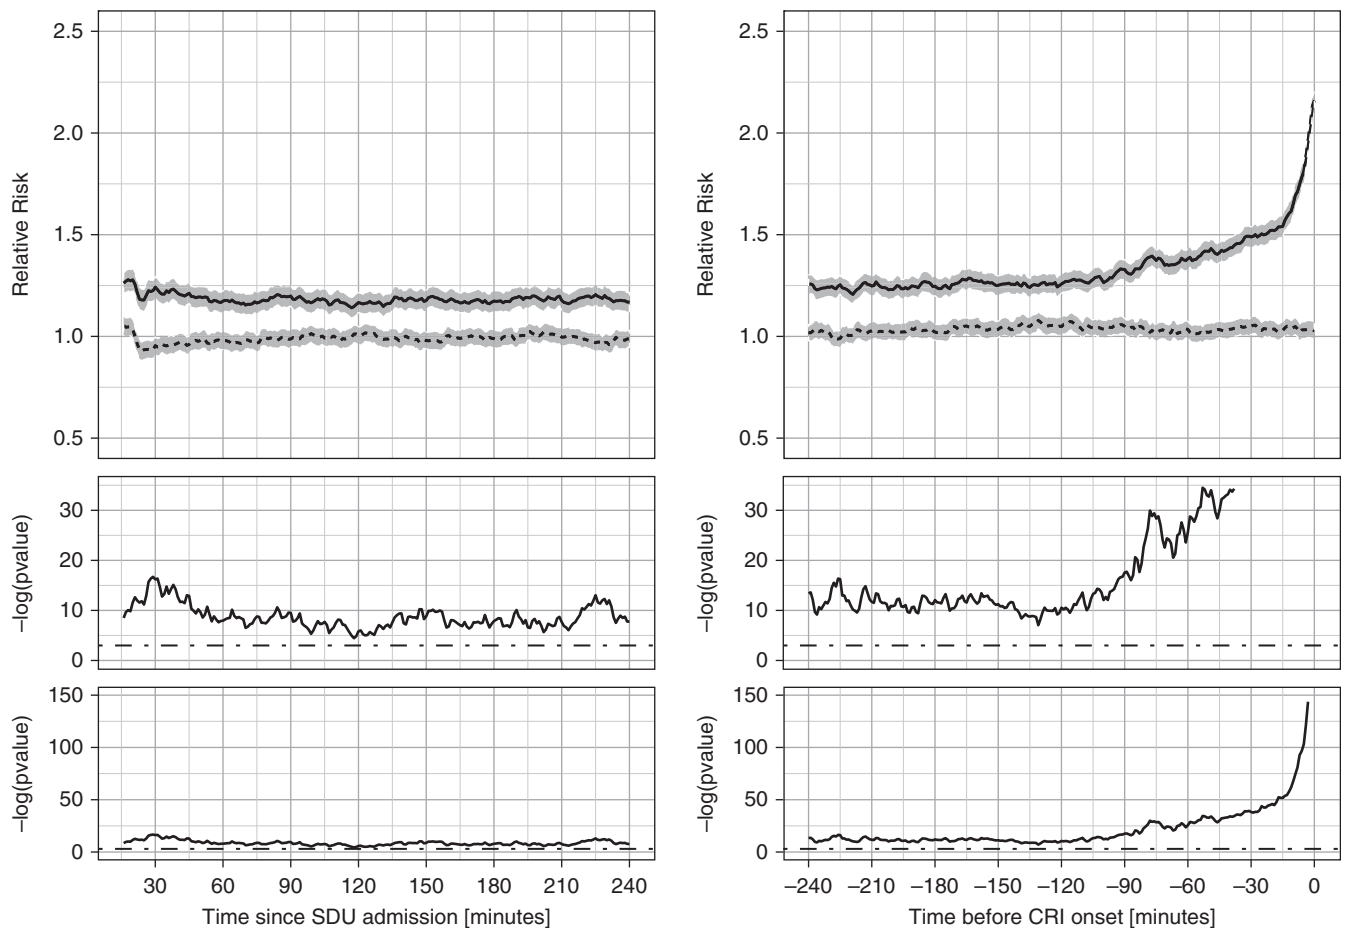 2.5
2.0
1.5
1.0
0.5
Relative Risk
2.5
2.0
1.5
1.0
0.5
Relative Risk
30
20
10
0
–log(pvalue)
30
20
10
0
–log(pvalue)
150
100
50
0
–log(pvalue)
150
100
50
0
–log(pvalue)
30 60 90 120 150 180 210 240
Time since SDU admission [minutes]
–240 –210 –180 –150 –120 –90 –60 –30 0
Time before CRI onset [minutes]